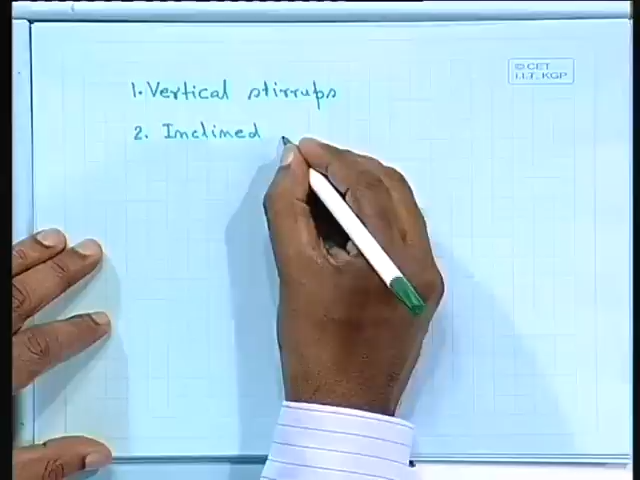 © CET
I.I.T. KGP
1. Vertical stirrups
2. Inclined